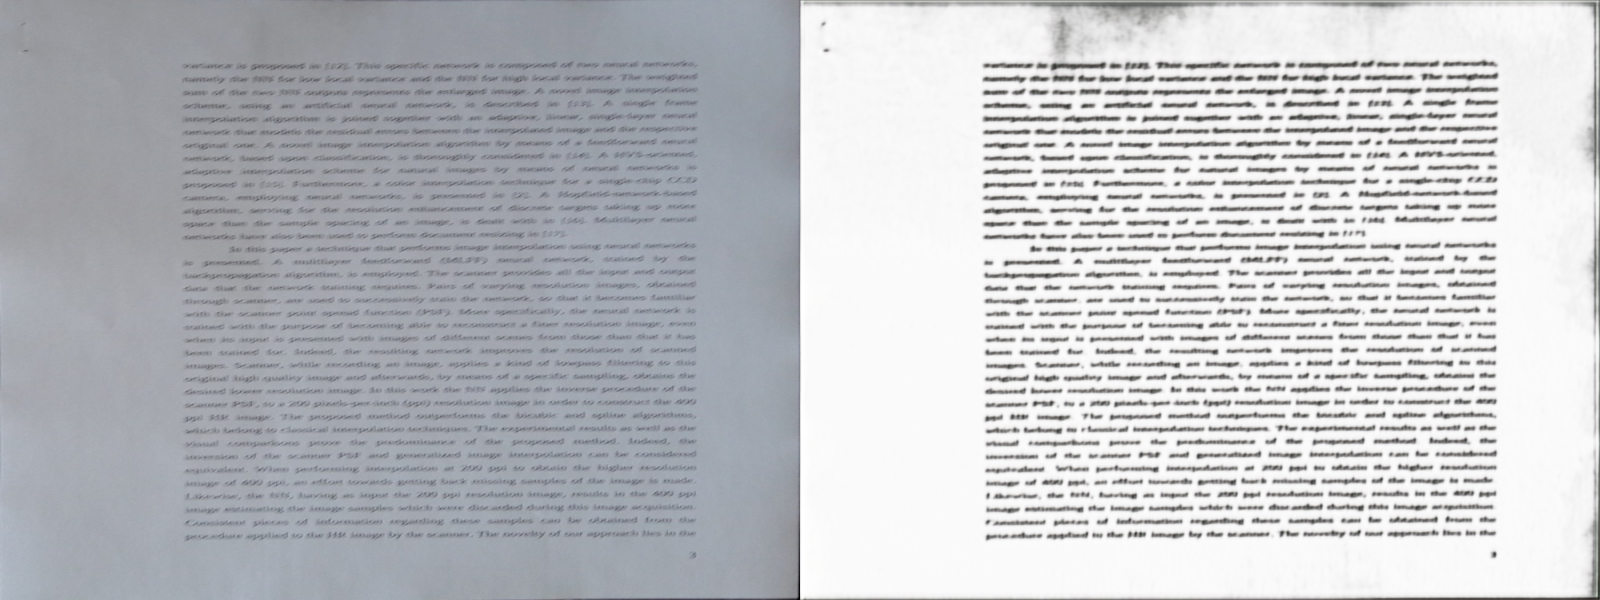 variance is proposed in [12]. This specific network is composed of two neural networks,
namely the NN for low local variance and the NN for high local variance. The weighted
sum of the two NN outputs represents the enlarged image. A novel image interpolation
scheme, using an artificial neural network, is described in [13]. A single frame
interpolation algorithm is joined together with an adaptive, linear, single-layer neural
network that models the residual errors between the interpolated image and the respective
original one. A novel image interpolation algorithm by means of a feedforward neural
network, based upon classification, is thoroughly considered in [14]. A HVS-oriented,
adaptive interpolation scheme for natural images by means of neural networks is
proposed in [15]. Furthermore, a color interpolation technique for a single-chip CCD
camera, employing neural networks, is presented in [2]. A Hopfield-network-based
algorithm, serving for the resolution enhancement of discrete targets taking up more
space than the sample spacing of an image, is dealt with in [16]. Multilayer neural
networks have also been used to perform document resizing in [17].
In this paper a technique that performs image interpolation using neural networks
is presented. A multilayer feedforward (MLFF) neural network, trained by the
backpropagation algorithm, is employed. The scanner provides all the input and output
data that the network training requires. Pairs of varying resolution images, obtained
through scanner, are used to successively train the network, so that it becomes familiar
with the scanner point spread function (PSF). More specifically, the neural network is
trained with the purpose of becoming able to reconstruct a finer resolution image, even
when its input is presented with images of different scenes from those than that it has
been trained for. Indeed, the resulting network improves the resolution of scanned
images. Scanner, while recording an image, applies a kind of lowpass filtering to this
original high quality image and afterwards, by means of a specific sampling, obtains the
desired lower resolution image. In this work the NN applies the inverse procedure of the
scanner PSF, to a 200 pixels-per-inch (ppi) resolution image in order to construct the 400
ppi HR image. The proposed method outperforms the bicubic and spline algorithms,
which belong to classical interpolation techniques. The experimental results as well as the
visual comparisons prove the predominance of the proposed method. Indeed, the
inversion of the scanner PSF and generalized image interpolation can be considered
equivalent. When performing interpolation at 200 ppi to obtain the higher resolution
image of 400 ppi, an effort towards getting back missing samples of the image is made.
Likewise, the NN, having as input the 200 ppi resolution image, results in the 400 ppi
image estimating the image samples which were discarded during this image acquisition.
Consistent pieces of information regarding these samples can be obtained from the
procedure applied to the HR image by the scanner. The novelty of our approach lies in the
3